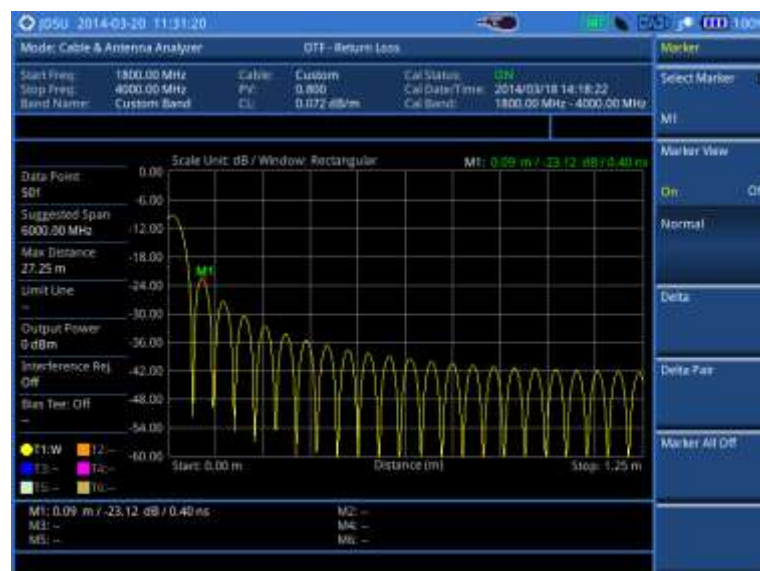 JDSU 2014-03-20 11:31:20
100%
Mode: Cable & Antenna Analyzer DTF - Return Loss
Marker
Start Freq: 1800.00 MHz Cable: Custom Cal Status: ON
Stop Freq: 4000.00 MHz PV: 0.800 Cal Date/Time: 2014/03/18 14:18:22
Band Name: Custom Band CL: 0.072 dB/m Cal Band: 1800.00 MHz - 4000.00 MHz
Select Marker
M1
Marker View
On
Normal
Delta
Delta Pair
Marker All Off
Scale Unit: dB / Window: Rectangular M1: 0.09 m / -23.12 dB / 0.40 ns
Data Point
501
Suggested Span
6000.00 MHz
Max Distance
27.25 m
Limit Line
--
Output Power
0 dBm
Interference Rej.
Off
Bias Tee: Off
--
T1:W T2:--
T3:-- T4:--
T5:-- T6:--
0.00
-6.00
-12.00
-18.00
-24.00
-30.00
-36.00
-42.00
-48.00
-54.00
-60.00
M1
Start: 0.00 m Distance (m) Stop: 1.25 m
M1: 0.09 m / -23.12 dB / 0.40 ns M2: --
M3: -- M4: --
M5: -- M6: --